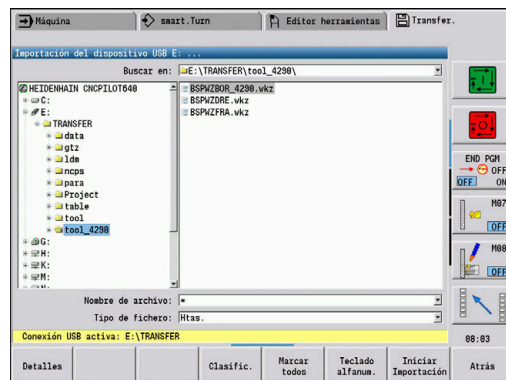 Máquina
smart.Turn
Editor herramientas
Transfer.
Importación del dispositivo USB E: ...
Buscar en: E:\TRANSFER\tool_4290\
HEIDENHAIN CNCPILOT640
C:
E:
TRANSFER
data
gtz
ldm
ncps
para
Project
table
tool
tool_4290
G:
H:
K:
M:
BSPWZBOR_4290.wkz
BSPWZDRE.wkz
BSPWZFRA.wkz
Nombre de archivo: *
Tipo de fichero: Htas.
Conexión USB activa: E:\TRANSFER
END PGM
OFF
OFF ON
M07
OFF
M08
OFF
08:03
Detalles
Clasific.
Marcar todos
Teclado alfanum.
Iniciar Importación
Atrás